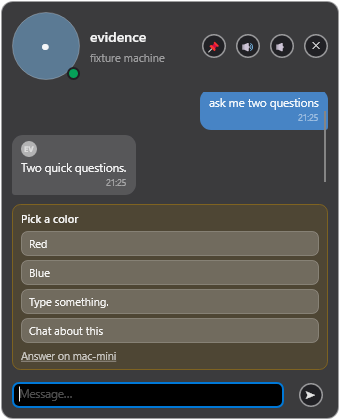 evidence
fixture machine
ask me two questions
21:25
EV
Two quick questions.
21:25
Pick a color
Red
Blue
Type something.
Chat about this
Answer on mac-mini
Message...